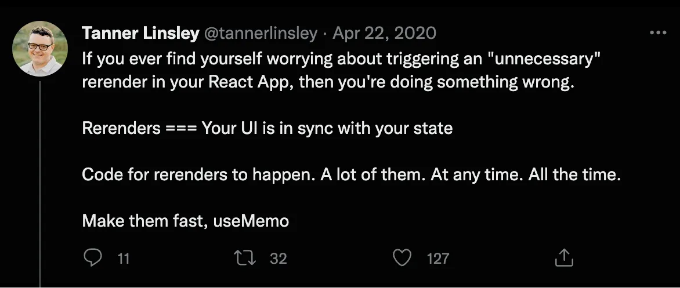 Tanner Linsley @tannerlinsley · Apr 22, 2020
If you ever find yourself worrying about triggering an "unnecessary"
rerender in your React App, then you're doing something wrong.
Rerenders === Your UI is in sync with your state
Code for rerenders to happen. A lot of them. At any time. All the time.
Make them fast, useMemo
11 32 127